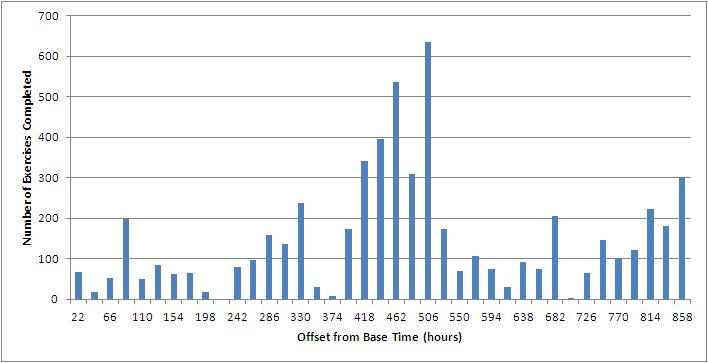 700
600
500
400
300
200
100
0
Number of Exercises Completed
22 66 110 154 198 242 286 330 374 418 462 506 550 594 638 682 726 770 814 858
Offset from Base Time (hours)